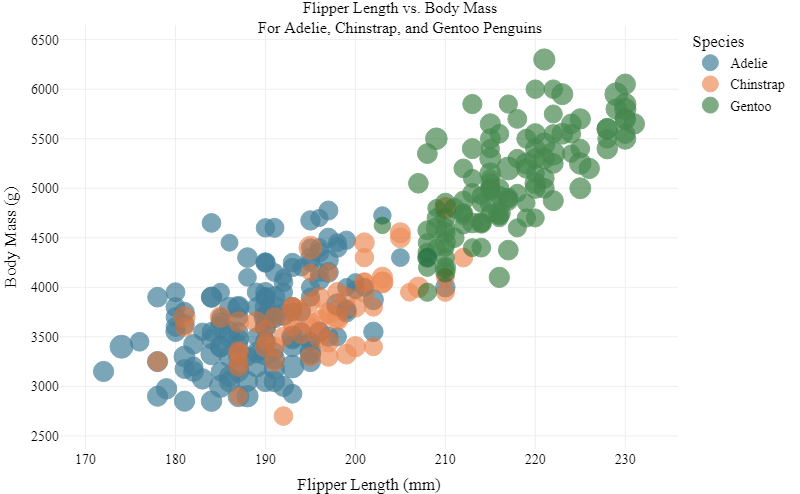 Flipper Length vs. Body Mass
For Adelie, Chinstrap, and Gentoo Penguins
Species
Adelie
Chinstrap
Gentoo
Body Mass (g)
6500
6000
5500
5000
4500
4000
3500
3000
2500
170 180 190 200 210 220 230
Flipper Length (mm)